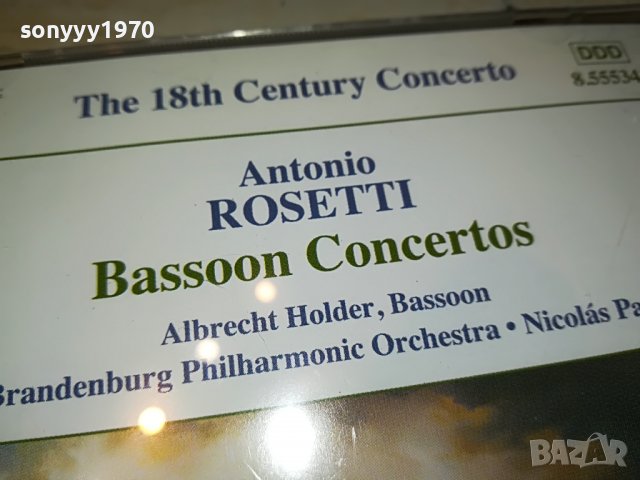 sonyyy1970
DDD
The 18th Century Concerto
8.55534
Antonio
ROSETTI
Bassoon Concertos
Albrecht Holder, Bassoon
Brandenburg Philharmonic Orchestra • Nicolás Pa
BAZAR